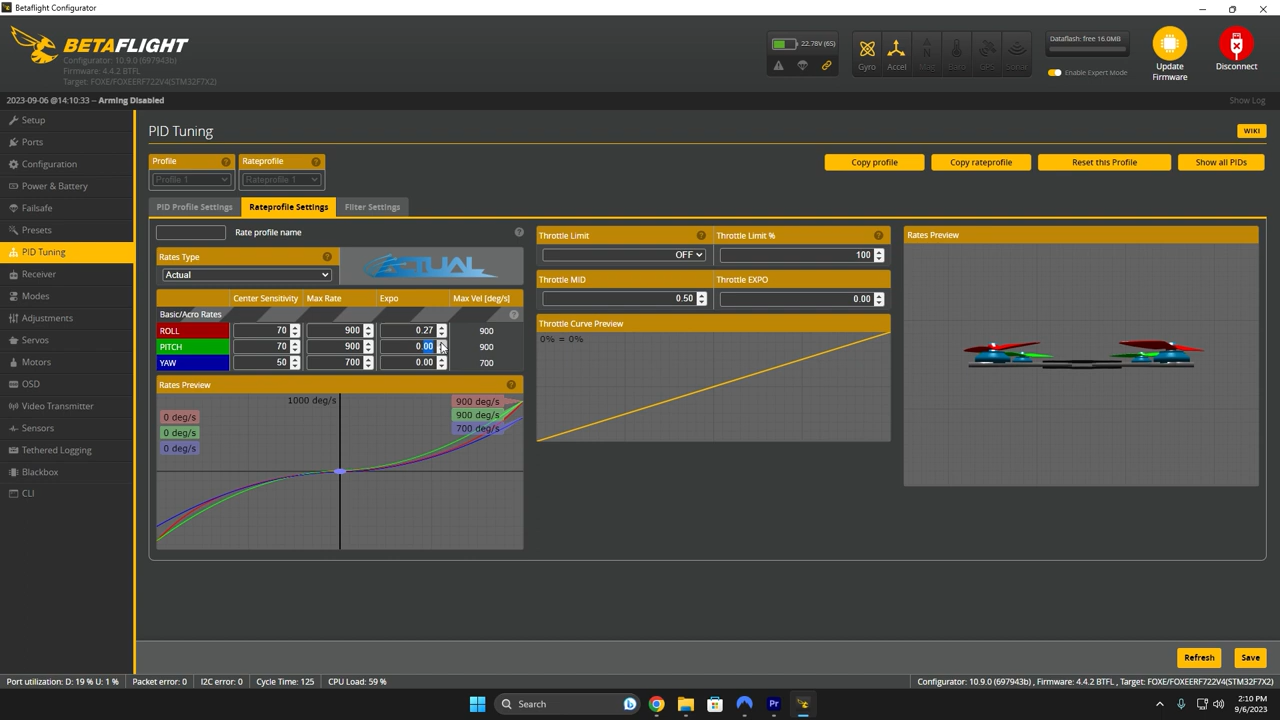 Betaflight Configurator
BETAFLIGHT
Configurator: 10.9.0 (697943b)
Firmware: 4.4.2 BTFL
Target: FOXE/FOXEERF722V4(STM32F7X2)
22.78V (6S)
Gyro
Accel
Mag
Baro
GPS
Sonar
Dataflash: free 16.0MB
Enable Expert Mode
Update
Firmware
Disconnect
2023-09-06 @14:10:33 -- Arming Disabled
Show Log
Setup
Ports
Configuration
Power & Battery
Failsafe
Presets
PID Tuning
Receiver
Modes
Adjustments
Servos
Motors
OSD
Video Transmitter
Sensors
Tethered Logging
Blackbox
CLI
PID Tuning
WIKI
Profile
Rateprofile
Profile 1
Rateprofile 1
Copy profile
Copy rateprofile
Reset this Profile
Show all PIDs
PID Profile Settings
Rateprofile Settings
Filter Settings
Rate profile name
Rates Type
Actual
ACTUAL
Center Sensitivity Max Rate Expo Max Vel [deg/s]
Basic/Acro Rates
ROLL 70 900 0.27 900
PITCH 70 900 0.00 900
YAW 50 700 0.00 700
Rates Preview
1000 deg/s
900 deg/s
900 deg/s
700 deg/s
0 deg/s
0 deg/s
0 deg/s
Throttle Limit
Throttle Limit %
OFF
100
Throttle MID
Throttle EXPO
0.50
0.00
Throttle Curve Preview
0% = 0%
Rates Preview
Refresh
Save
Port utilization: D: 19 % U: 1 %
Packet error: 0
I2C error: 0
Cycle Time: 125
CPU Load: 59 %
Configurator: 10.9.0 (697943b), Firmware: 4.4.2 BTFL, Target: FOXE/FOXEERF722V4(STM32F7X2)
Search
Pr
2:10 PM
9/6/2023